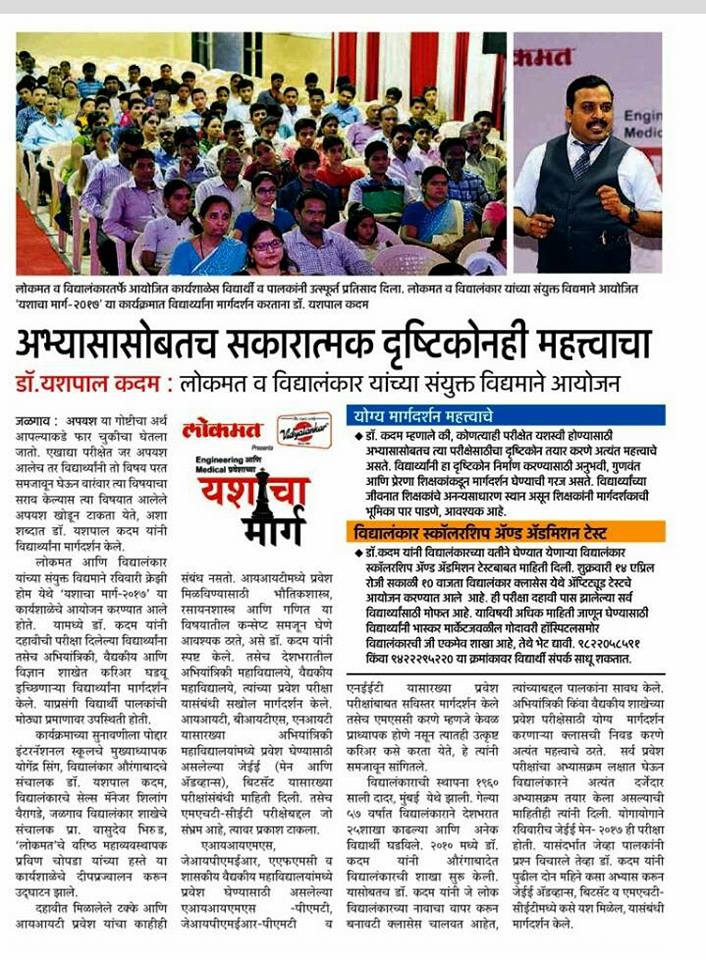 कमत
Engin
Medic
लोकमत व विद्यालंकारतर्फे आयोजित कार्यशाळेस विद्यार्थी व पालकांनी उत्स्फूर्त प्रतिसाद दिला. लोकमत व विद्यालंकार यांच्या संयुक्त विद्यमाने आयोजित
'यशाचा मार्ग-२०१७' या कार्यक्रमात विद्यार्थ्यांना मार्गदर्शन करताना डॉ. यशपाल कदम
अभ्यासासोबतच सकारात्मक दृष्टिकोनही महत्त्वाचा
डॉ.यशपाल कदम : लोकमत व विद्यालंकार यांच्या संयुक्त विद्यमाने आयोजन
जळगाव : अपयश या गोष्टीचा अर्थ
आपल्याकडे फार चुकीचा घेतला
जातो. एखाद्या परीक्षेत जर अपयश
आलेच तर विद्यार्थ्यांनी तो विषय परत
समजावून घेऊन वारंवार त्या विषयाचा
सराव केल्यास त्या विषयात आलेले
अपयश खोडून टाकता येते, अशा
शब्दात डॉ. यशपाल कदम यांनी
विद्यार्थ्यांना मार्गदर्शन केले.
लोकमत आणि विद्यालंकार
यांच्या संयुक्त विद्यमाने रविवारी क्रेझी
होम येथे 'यशाचा मार्ग-२०१७' या
कार्यशाळेचे आयोजन करण्यात आले
होते. यामध्ये डॉ. कदम यांनी
दहावीची परीक्षा दिलेल्या विद्यार्थ्यांना
तसेच अभियांत्रिकी, वैद्यकीय आणि
विज्ञान शाखेत करिअर घडवू
इच्छिणाऱ्या विद्यार्थ्यांना मार्गदर्शन
केले. याप्रसंगी विद्यार्थी पालकांची
मोठ्या प्रमाणावर उपस्थिती होती.
कार्यक्रमाच्या सुनावणीला पोद्दार
इंटरनॅशनल स्कूलचे मुख्याध्यापक
योगेंद्र सिंग, विद्यालंकार औरंगाबादचे
संचालक डॉ. यशपाल कदम,
विद्यालंकारचे सेल्स मॅनेजर शिलांग
वैरागडे, जळगाव विद्यालंकार शाखेचे
संचालक प्रा. वासुदेव भिरुड,
'लोकमत'चे वरिष्ठ महाव्यवस्थापक
प्रविण चोपडा यांच्या हस्ते या
कार्यशाळेचे दीपप्रज्वालन करून
उद्घाटन झाले.
दहावीत मिळालेले टक्के आणि
आयआयटी प्रवेश यांचा काहीही
लोकमत
Vidyalankar
Presents
Engineering आणि
Medical प्रवेशाच्या
यशाचा
मार्ग
संबंध नसतो. आयआयटीमध्ये प्रवेश
मिळविण्यासाठी भौतिकशास्त्र,
रसायनशास्त्र आणि गणित या
विषयातील कन्सेप्ट समजून घेणे
आवश्यक ठरते, असे डॉ. कदम यांनी
स्पष्ट केले. तसेच देशभरातील
अभियांत्रिकी महाविद्यालये, वैद्यकीय
महाविद्यालये, त्यांच्या प्रवेश परीक्षा
यासंबंधी सखोल मार्गदर्शन केले.
आयआयटी, बीआयटीएस, एनआयटी
यासारख्या अभियांत्रिकी
महाविद्यालयांमध्ये प्रवेश घेण्यासाठी
असलेल्या जेईई (मेन आणि
ॲडव्हान्स), बिटसॅट यासारख्या
परीक्षांसंबंधी माहिती दिली. तसेच
एमएचटी-सीईटी परीक्षेबद्दल जो
संभ्रम आहे, त्यावर प्रकाश टाकला.
एआयआयएमएस,
जेआयपीएमईआर, एएफएमसी व
शासकीय वैद्यकीय महाविद्यालयांमध्ये
प्रवेश घेण्यासाठी असलेल्या
एआयआयएमएस -पीएमटी,
जेआयपीएमईआर-पीएमटी व
योग्य मार्गदर्शन महत्त्वाचे
◆ डॉ. कदम म्हणाले की, कोणत्याही परीक्षेत यशस्वी होण्यासाठी
अभ्यासासोबतच त्या परीक्षेसाठीचा दृष्टिकोन तयार करणे अत्यंत महत्वाचे
असते. विद्यार्थ्यांनी हा दृष्टिकोन निर्माण करण्यासाठी अनुभवी, गुणवंत
आणि प्रेरणा शिक्षकांकडून मार्गदर्शन घेण्याची गरज असते. विद्यार्थ्यांच्या
जीवनात शिक्षकांचे अनन्यसाधारण स्थान असून शिक्षकांनी मार्गदर्शकाची
भूमिका पार पाडणे, आवश्यक आहे.
विद्यालंकार स्कॉलरशिप अ‍ॅण्ड अ‍ॅडमिशन टेस्ट
◆ डॉ.कदम यांनी विद्यालंकारच्या वतीने घेण्यात येणाऱ्या विद्यालंकार
स्कॉलरशिप अ‍ॅण्ड अ‍ॅडमिशन टेस्टबाबत माहिती दिली. शुक्रवारी १४ एप्रिल
रोजी सकाळी १० वाजता विद्यालंकार क्लासेस येथे ॲप्टिट्यूड टेस्टचे
आयोजन करण्यात आले आहे. ही परीक्षा दहावी पास झालेल्या सर्व
विद्यार्थ्यांसाठी मोफत आहे. याविषयी अधिक माहिती जाणून घेण्यासाठी
विद्यार्थ्यांनी भास्कर मार्केटजवळील गोदावरी हॉस्पिटलसमोर
विद्यालंकारची जी एकमेव शाखा आहे, तेथे भेट द्यावी. ९८२२०५८५११
किंवा ९४२२२९५२२० या क्रमांकावर विद्यार्थी संपर्क साधू शकतात.
एनईईटी यासारख्या प्रवेश
परीक्षांबाबत सविस्तर मार्गदर्शन केले
तसेच एमएससी करणे म्हणजे केवळ
प्राध्यापक होणे नसून त्यातही उत्कृष्ट
करिअर कसे करता येते, हे त्यांनी
समजावून सांगितले.
विद्यालंकाराची स्थापना १९६०
साली दादर, मुंबई येथे झाली. गेल्या
५७ वर्षात विद्यालंकाराने देशभरात
२५शाखा काढल्या आणि अनेक
विद्यार्थी घडविले. २०१० मध्ये डॉ.
कदम यांनी औरंगाबादेत
विद्यालंकारची शाखा सुरु केली.
यासोबतच डॉ. कदम यांनी जे लोक
विद्यालंकारच्या नावाचा वापर करून
बनावटी क्लासेस चालवत आहेत,
त्यांच्याबद्दल पालकांना सावध केले.
अभियांत्रिकी किंवा वैद्यकीय शाखेच्या
प्रवेश परीक्षेसाठी योग्य मार्गदर्शन
करणाऱ्या क्लासची निवड करणे
अत्यंत महत्वाचे ठरते. सर्व प्रवेश
परीक्षांचा अभ्यासक्रम लक्षात घेऊन
विद्यालंकारने अत्यंत दर्जेदार
अभ्यासक्रम तयार केला असल्याची
माहितीही त्यांनी दिली. योगायोगाने
रविवारीच जेईई मेन- २०१७ ही परीक्षा
होती. यासंदर्भात जेव्हा पालकांनी
प्रश्न विचारले तेव्हा डॉ. कदम यांनी
पुढील दोन महिने कसा अभ्यास करून
जेईई ॲडव्हान्स, बिटसॅट व एमएचटी-
सीईटीमध्ये कसे यश मिळेल, यासंबंधी
मार्गदर्शन केले.